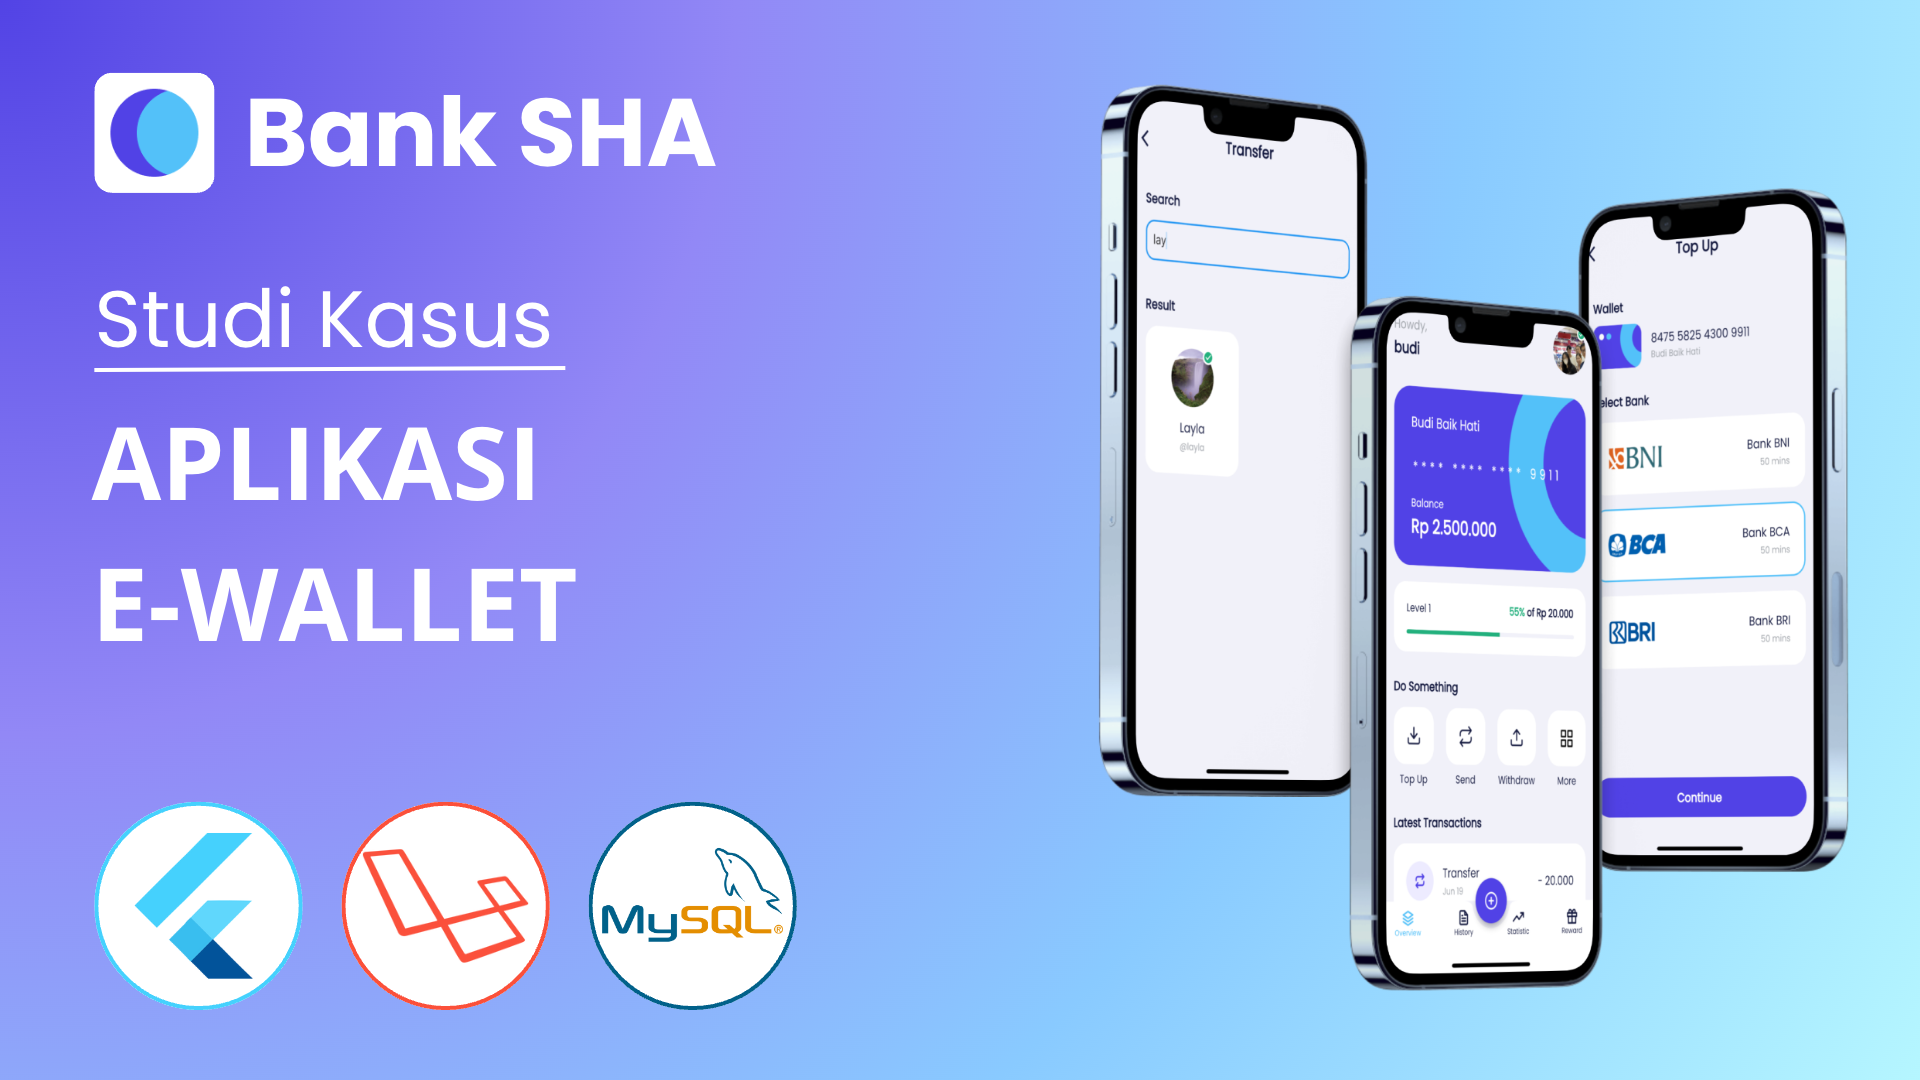 Bank SHA
Studi Kasus
APLIKASI
E-WALLET
MySQL®
Transfer
Search
lay
Result
Layla
@layla
Howdy,
budi
Budi Baik Hati
**** **** **** 9911
Balance
Rp 2.500.000
Level 1
55% of Rp 20.000
Do Something
Top Up
Send
Withdraw
More
Latest Transactions
Transfer
Jun 19
- 20.000
Overview
History
Statistic
Reward
Top Up
Wallet
8475 5825 4300 9911
Budi Baik Hati
elect Bank
BNI
Bank BNI
50 mins
BCA
Bank BCA
50 mins
BRI
Bank BRI
50 mins
Continue